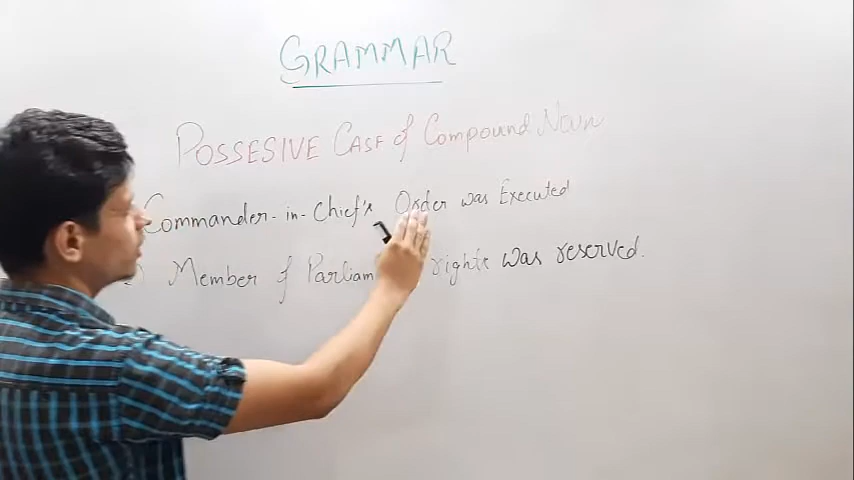 GRAMMAR
POSSESIVE CASE of Compound Noun
Commander-in-Chief's Order was Executed
Member of Parliam rights was reserved.